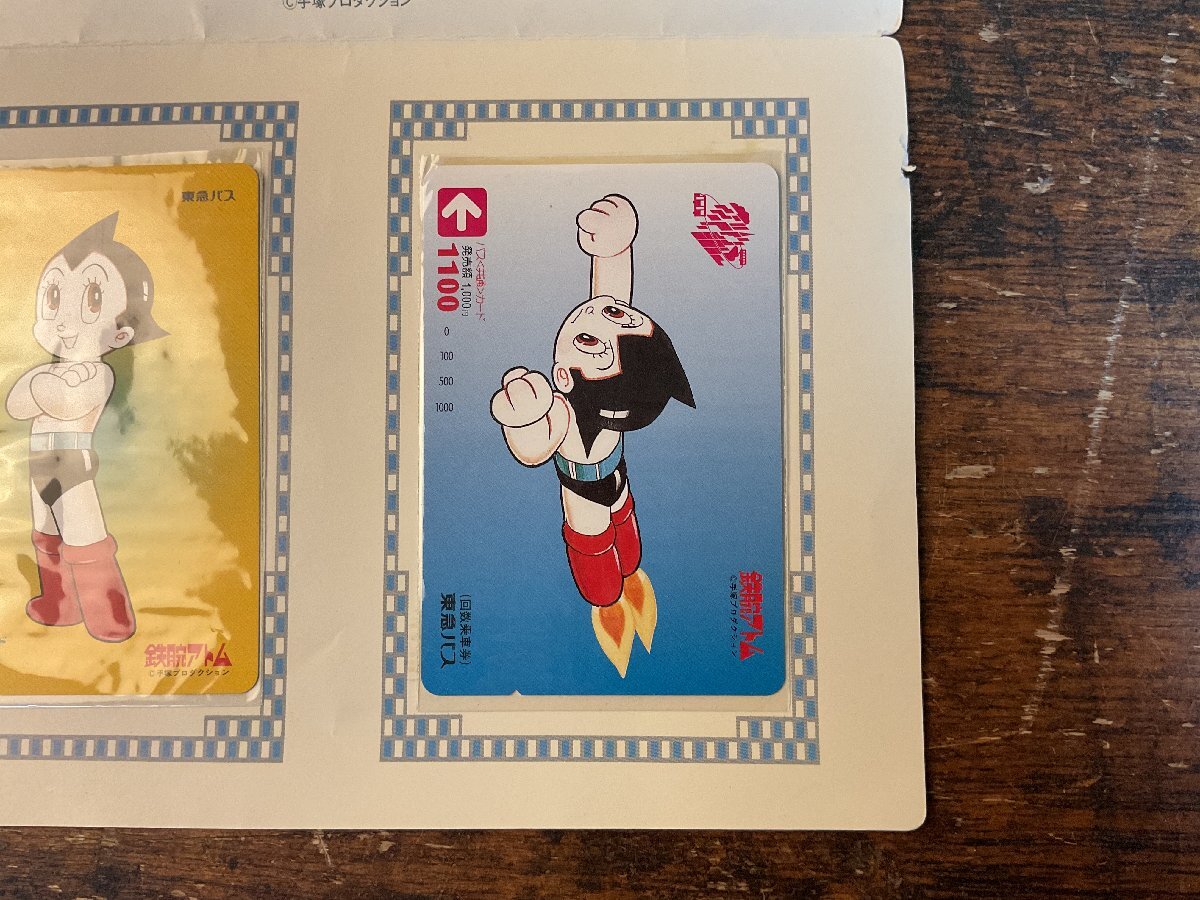 ©手塚プロダクション
東急バス
鉄腕アトム
©手塚プロダクション
バス〈共通〉カード
発売額 1,000円
1100
0
100
500
1000
鉄腕アトム
©手塚プロダクション
(回数乗車券)
東急バス